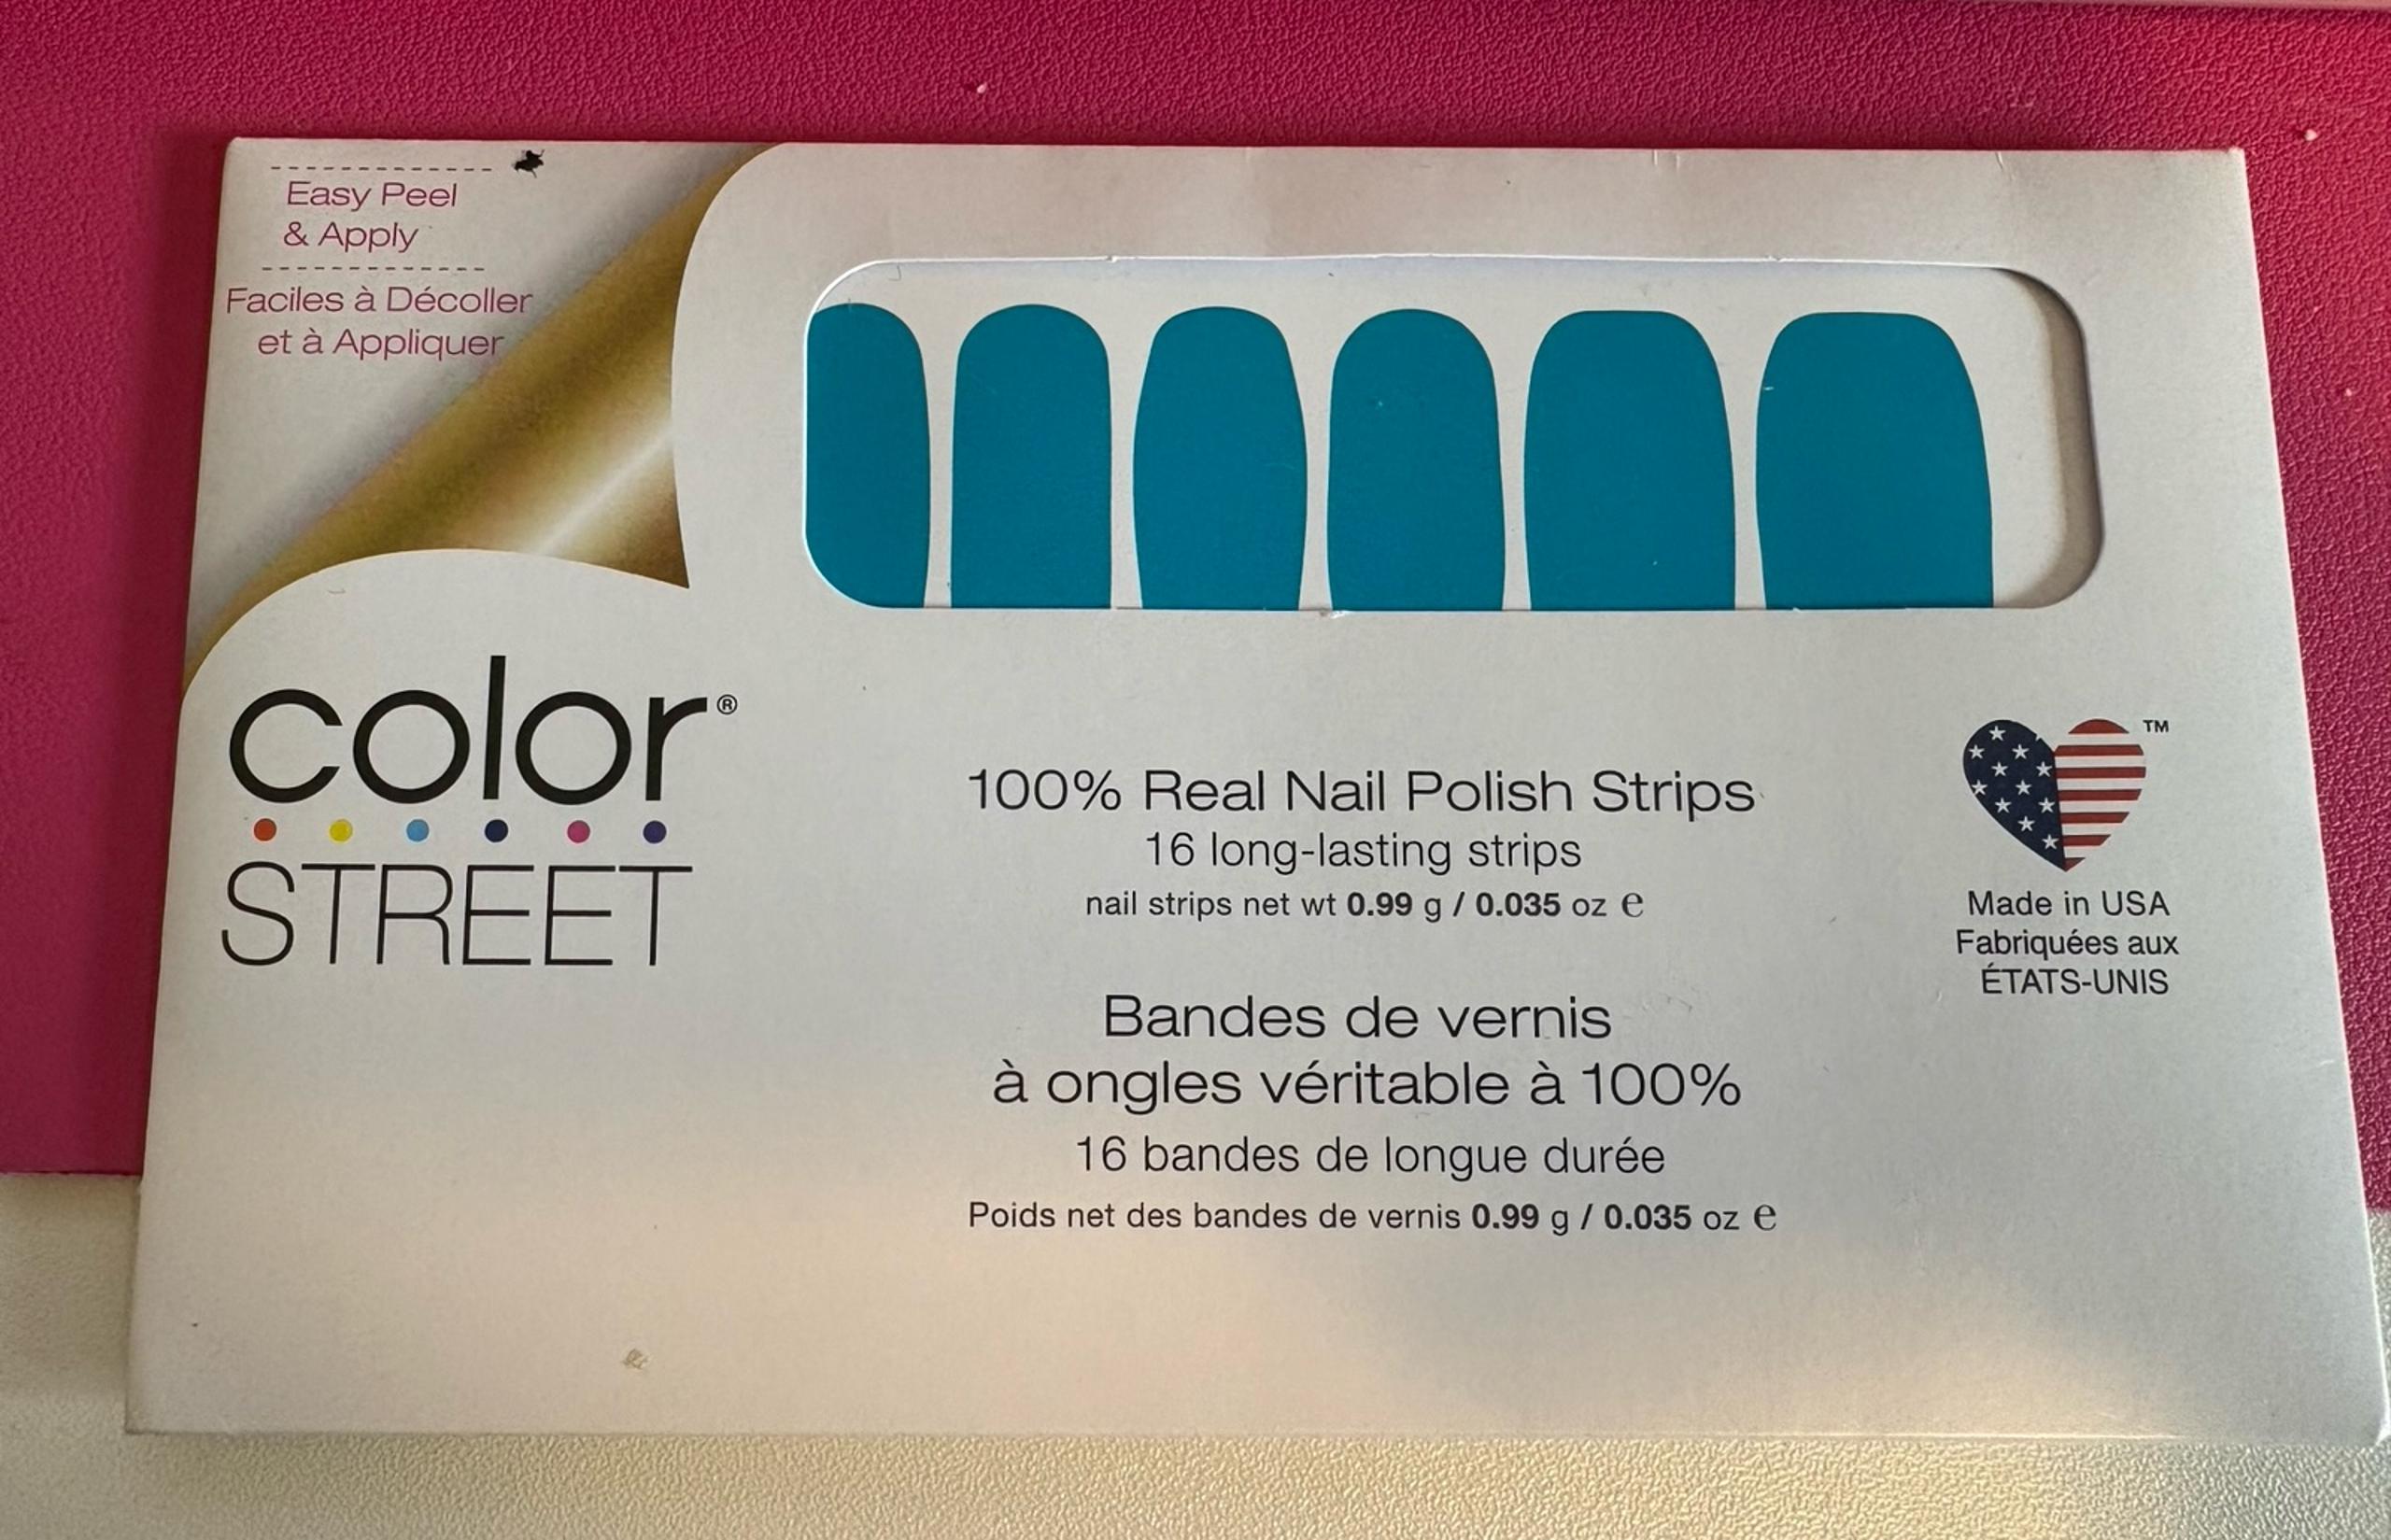 Easy Peel
& Apply
Faciles à Décoller
et à Appliquer
color®
STREET
100% Real Nail Polish Strips
16 long-lasting strips
nail strips net wt 0.99 g / 0.035 oz ℮
Bandes de vernis
à ongles véritable à 100%
16 bandes de longue durée
Poids net des bandes de vernis 0.99 g / 0.035 oz ℮
TM
Made in USA
Fabriquées aux
ÉTATS-UNIS